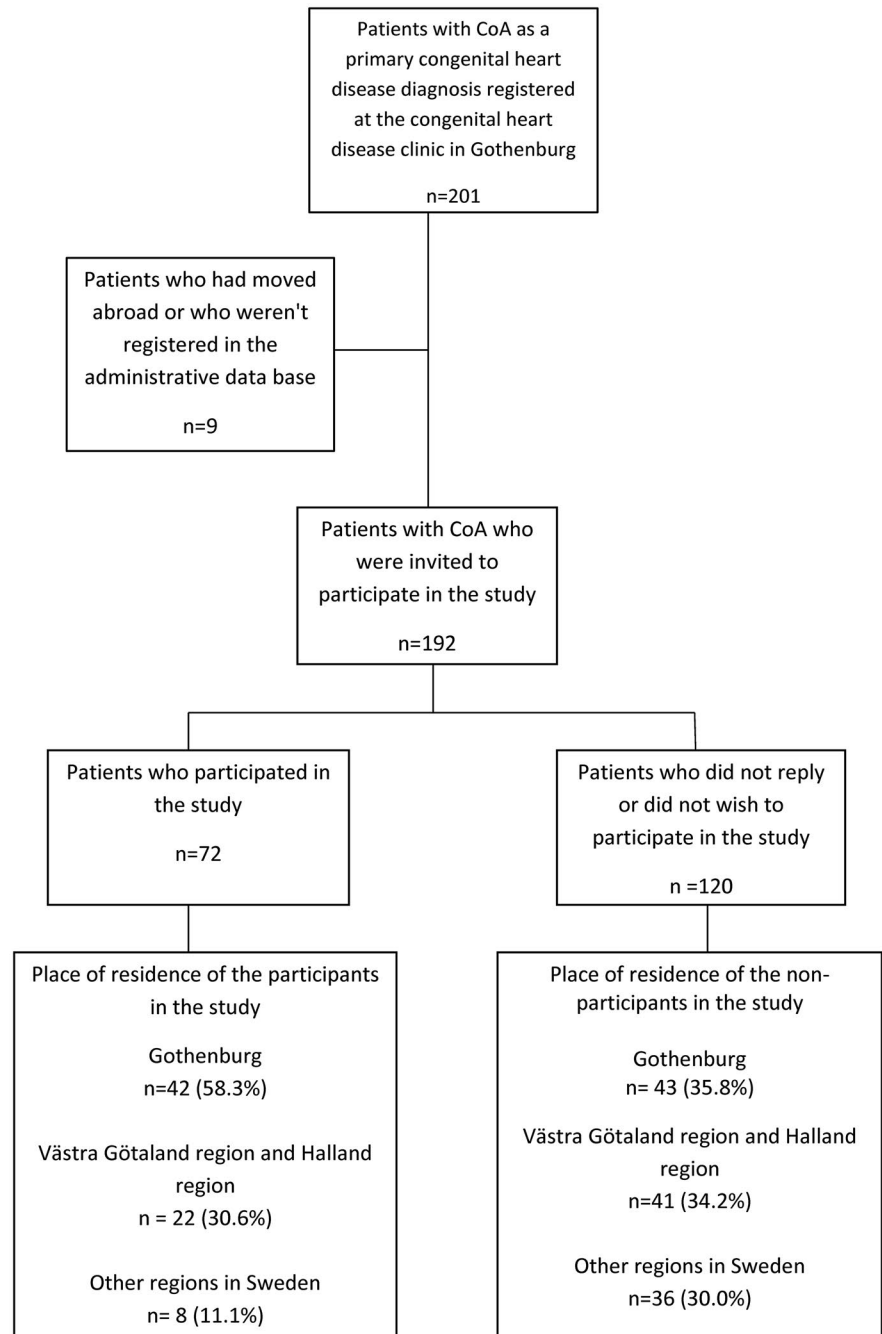 Patients with CoA as a
primary congenital heart
disease diagnosis registered
at the congenital heart
disease clinic in Gothenburg
n=201
Patients who had moved
abroad or who weren't
registered in the
administrative data base
n=9
Patients with CoA who
were invited to
participate in the study
n=192
Patients who participated in
the study
n=72
Patients who did not reply
or did not wish to
participate in the study
n =120
Place of residence of the participants
in the study
Gothenburg
n=42 (58.3%)
Västra Götaland region and Halland
region
n = 22 (30.6%)
Other regions in Sweden
n= 8 (11.1%)
Place of residence of the non-
participants in the study
Gothenburg
n= 43 (35.8%)
Västra Götaland region and Halland
region
n=41 (34.2%)
Other regions in Sweden
n=36 (30.0%)